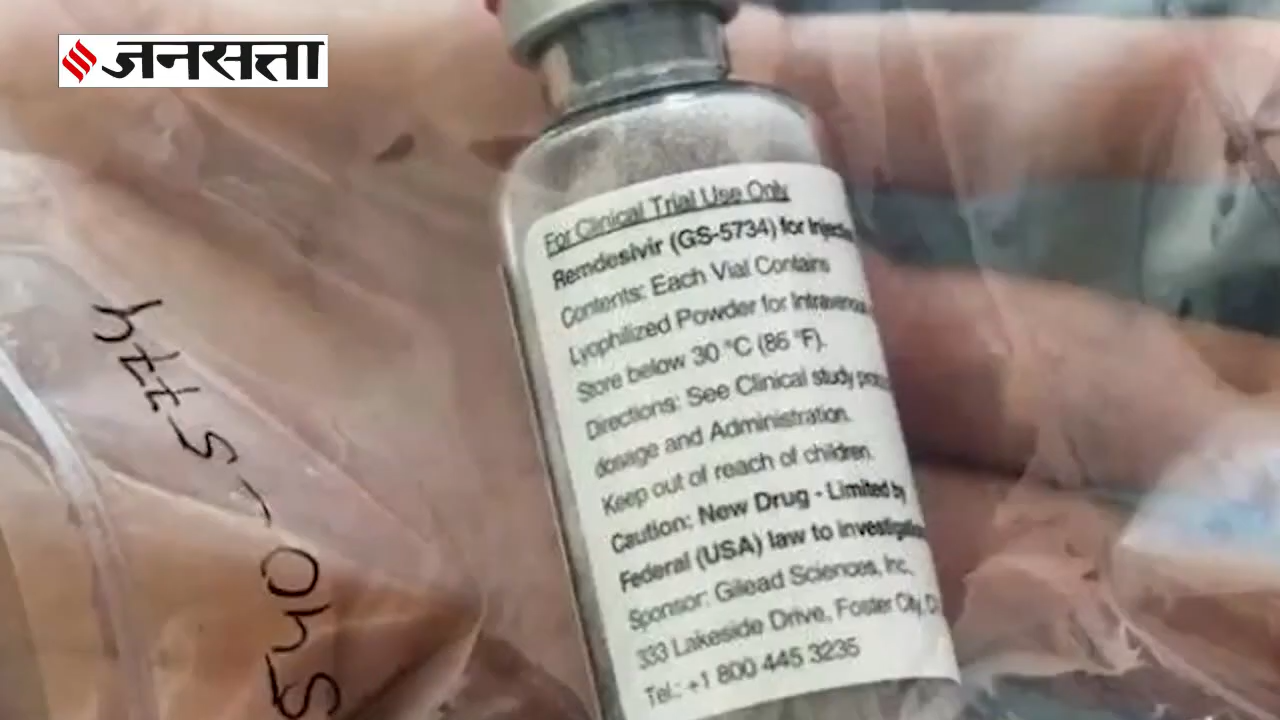 जनसत्ता
For Clinical Trial Use Only
Remdesivir (GS-5734) for
Contents: Each Vial Contains
Lyophilized Powder for
Store below 30 °C (86 °F).
Directions: See Clinical study
dosage and Administration.
Keep out of reach of children.
Caution: New Drug - Limited by
Federal (USA) law to
Sponsor: Gilead Sciences, Inc.
333 Lakeside Drive, Foster City,
Tel.: +1 800 445 3235